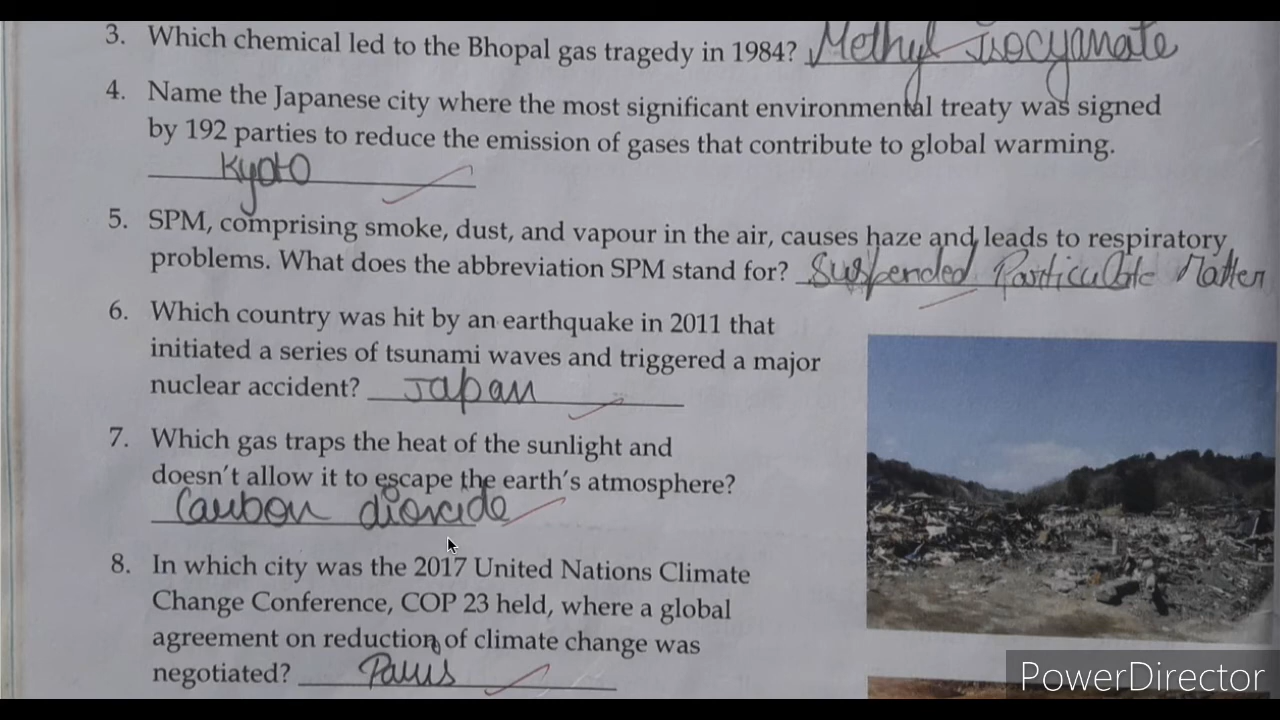 3. Which chemical led to the Bhopal gas tragedy in 1984? Methyl Isocyanate
4. Name the Japanese city where the most significant environmental treaty was signed
by 192 parties to reduce the emission of gases that contribute to global warming.
Kyoto
5. SPM, comprising smoke, dust, and vapour in the air, causes haze and leads to respiratory
problems. What does the abbreviation SPM stand for? Suspended Particulate Matter
6. Which country was hit by an earthquake in 2011 that
initiated a series of tsunami waves and triggered a major
nuclear accident? Japan
7. Which gas traps the heat of the sunlight and
doesn't allow it to escape the earth's atmosphere?
Carbon dioxide
8. In which city was the 2017 United Nations Climate
Change Conference, COP 23 held, where a global
agreement on reduction of climate change was
negotiated? Paris
PowerDirector